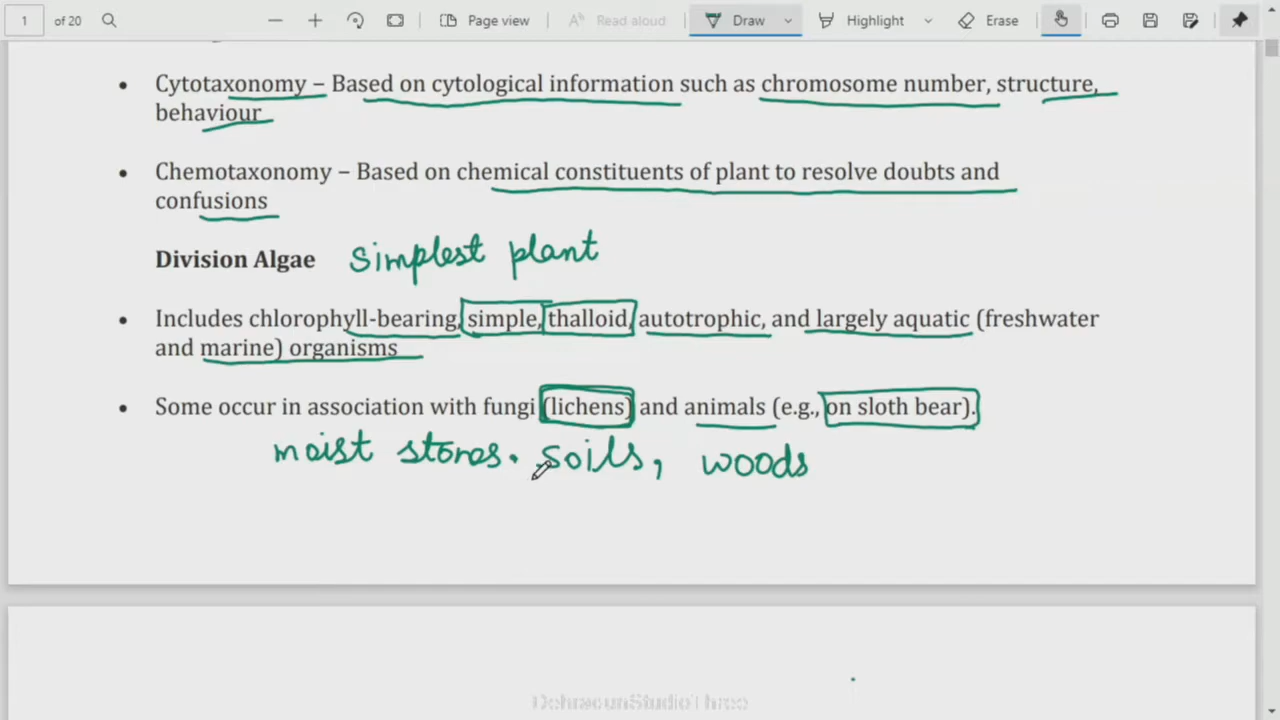 1 of 20 Page view Read aloud Draw Highlight Erase
• Cytotaxonomy – Based on cytological information such as chromosome number, structure,
behaviour
• Chemotaxonomy – Based on chemical constituents of plant to resolve doubts and
confusions
Division Algae simplest plant
• Includes chlorophyll-bearing, simple, thalloid, autotrophic, and largely aquatic (freshwater
and marine) organisms
• Some occur in association with fungi (lichens) and animals (e.g., on sloth bear).
moist stones. soils, woods
DehradunStudioThree